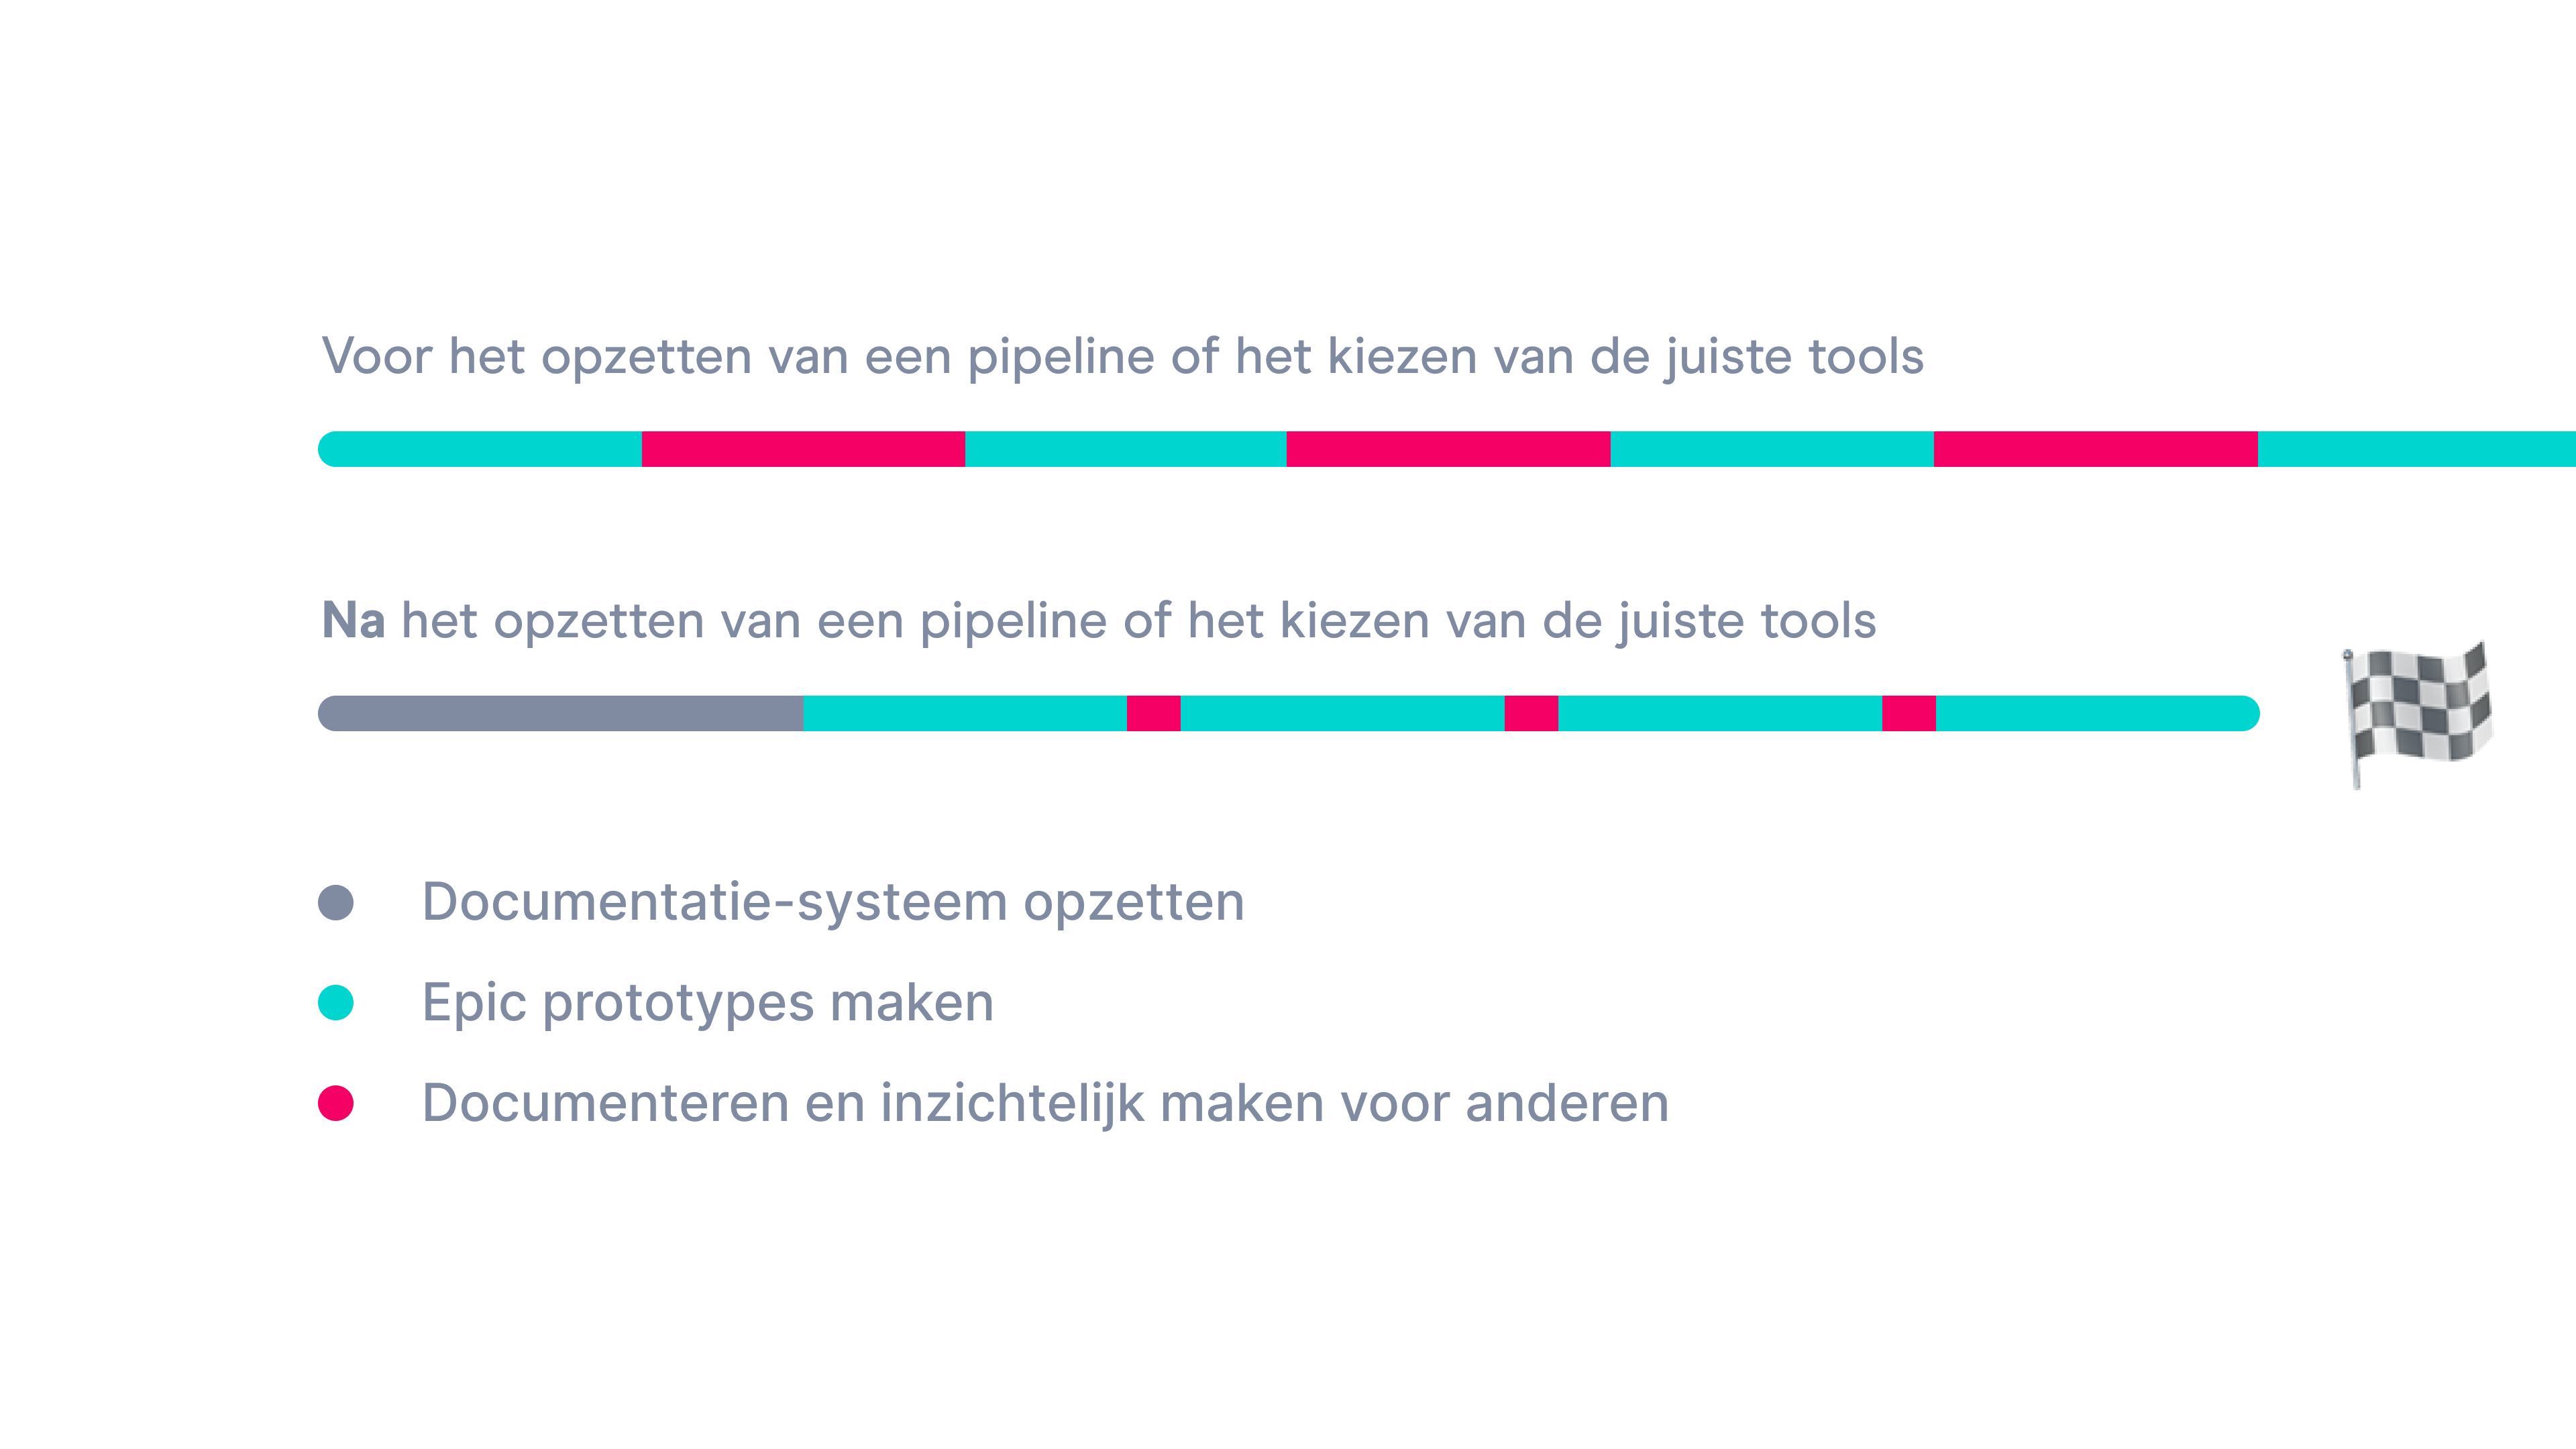 Voor het opzetten van een pipeline of het kiezen van de juiste tools
Na het opzetten van een pipeline of het kiezen van de juiste tools
Documentatie-systeem opzetten
Epic prototypes maken
Documenteren en inzichtelijk maken voor anderen